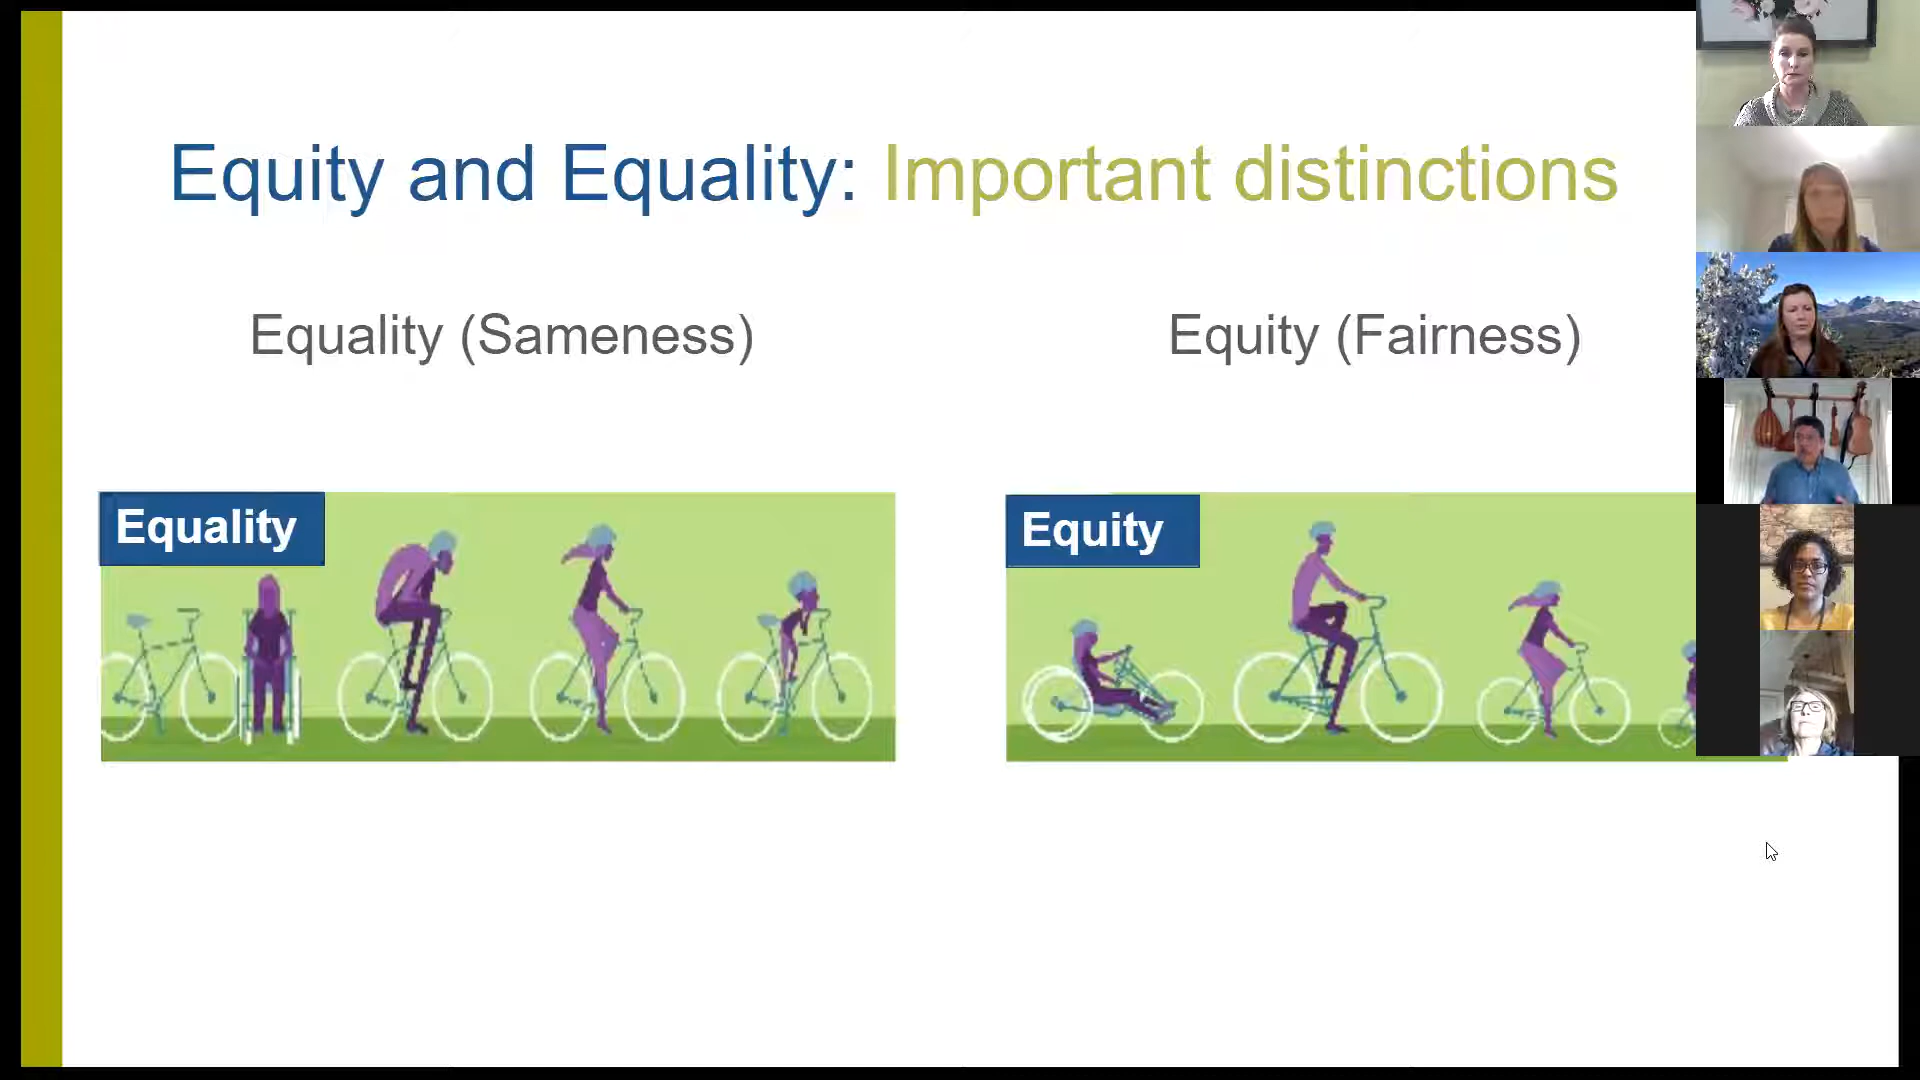 Equity and Equality: Important distinctions
Equality (Sameness)
Equity (Fairness)
Equality
Equity